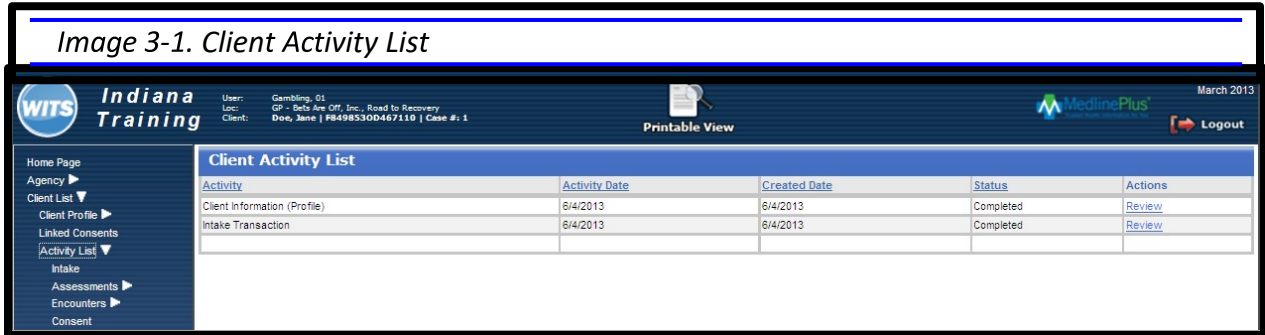 Image 3-1. Client Activity List
WITS
Indiana
Training
User: Gambling, 01
Loc: GP - Bets Are Off, Inc., Road to Recovery
Client: Doe, Jane | F849853OD467110 | Case #: 1
Printable View
MedlinePlus
March 2013
Logout
Home Page
Agency
Client List
Client Profile
Linked Consents
Activity List
Intake
Assessments
Encounters
Consent
Client Activity List
Activity Activity Date Created Date Status Actions
Client Information (Profile) 6/4/2013 6/4/2013 Completed Review
Intake Transaction 6/4/2013 6/4/2013 Completed Review